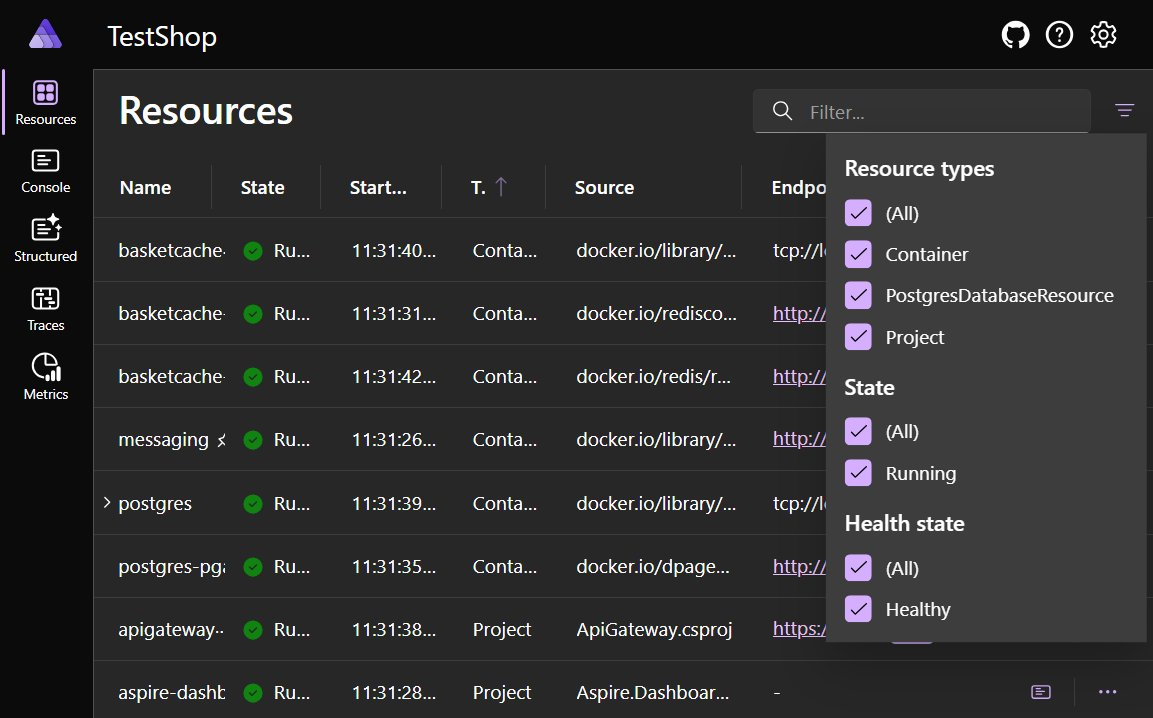 TestShop
Resources
Console
Structured
Traces
Metrics
Resources
Filter...
Name State Start... T. Source Endpo
basketcache- Ru... 11:31:40... Conta... docker.io/library/... tcp://l
basketcache- Ru... 11:31:31... Conta... docker.io/redisco... http://
basketcache- Ru... 11:31:42... Conta... docker.io/redis/r... http://
messaging Ru... 11:31:26... Conta... docker.io/library/... http://
postgres Ru... 11:31:39... Conta... docker.io/library/... tcp://l
postgres-pga Ru... 11:31:35... Conta... docker.io/dpage... http://
apigateway-- Ru... 11:31:38... Project ApiGateway.csproj https:/
aspire-dashb Ru... 11:31:28... Project Aspire.Dashboar... -
Resource types
(All)
Container
PostgresDatabaseResource
Project
State
(All)
Running
Health state
(All)
Healthy